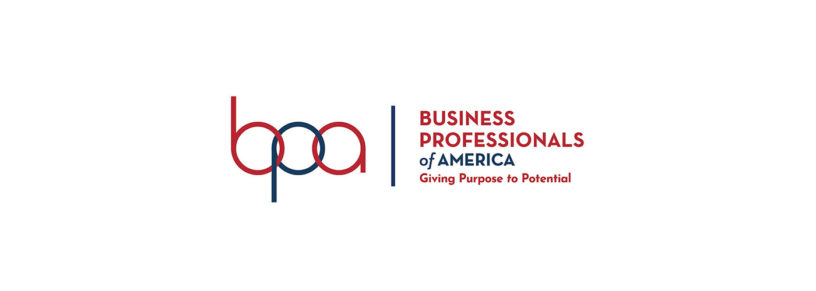 bpa
BUSINESS
PROFESSIONALS
of AMERICA
Giving Purpose to Potential